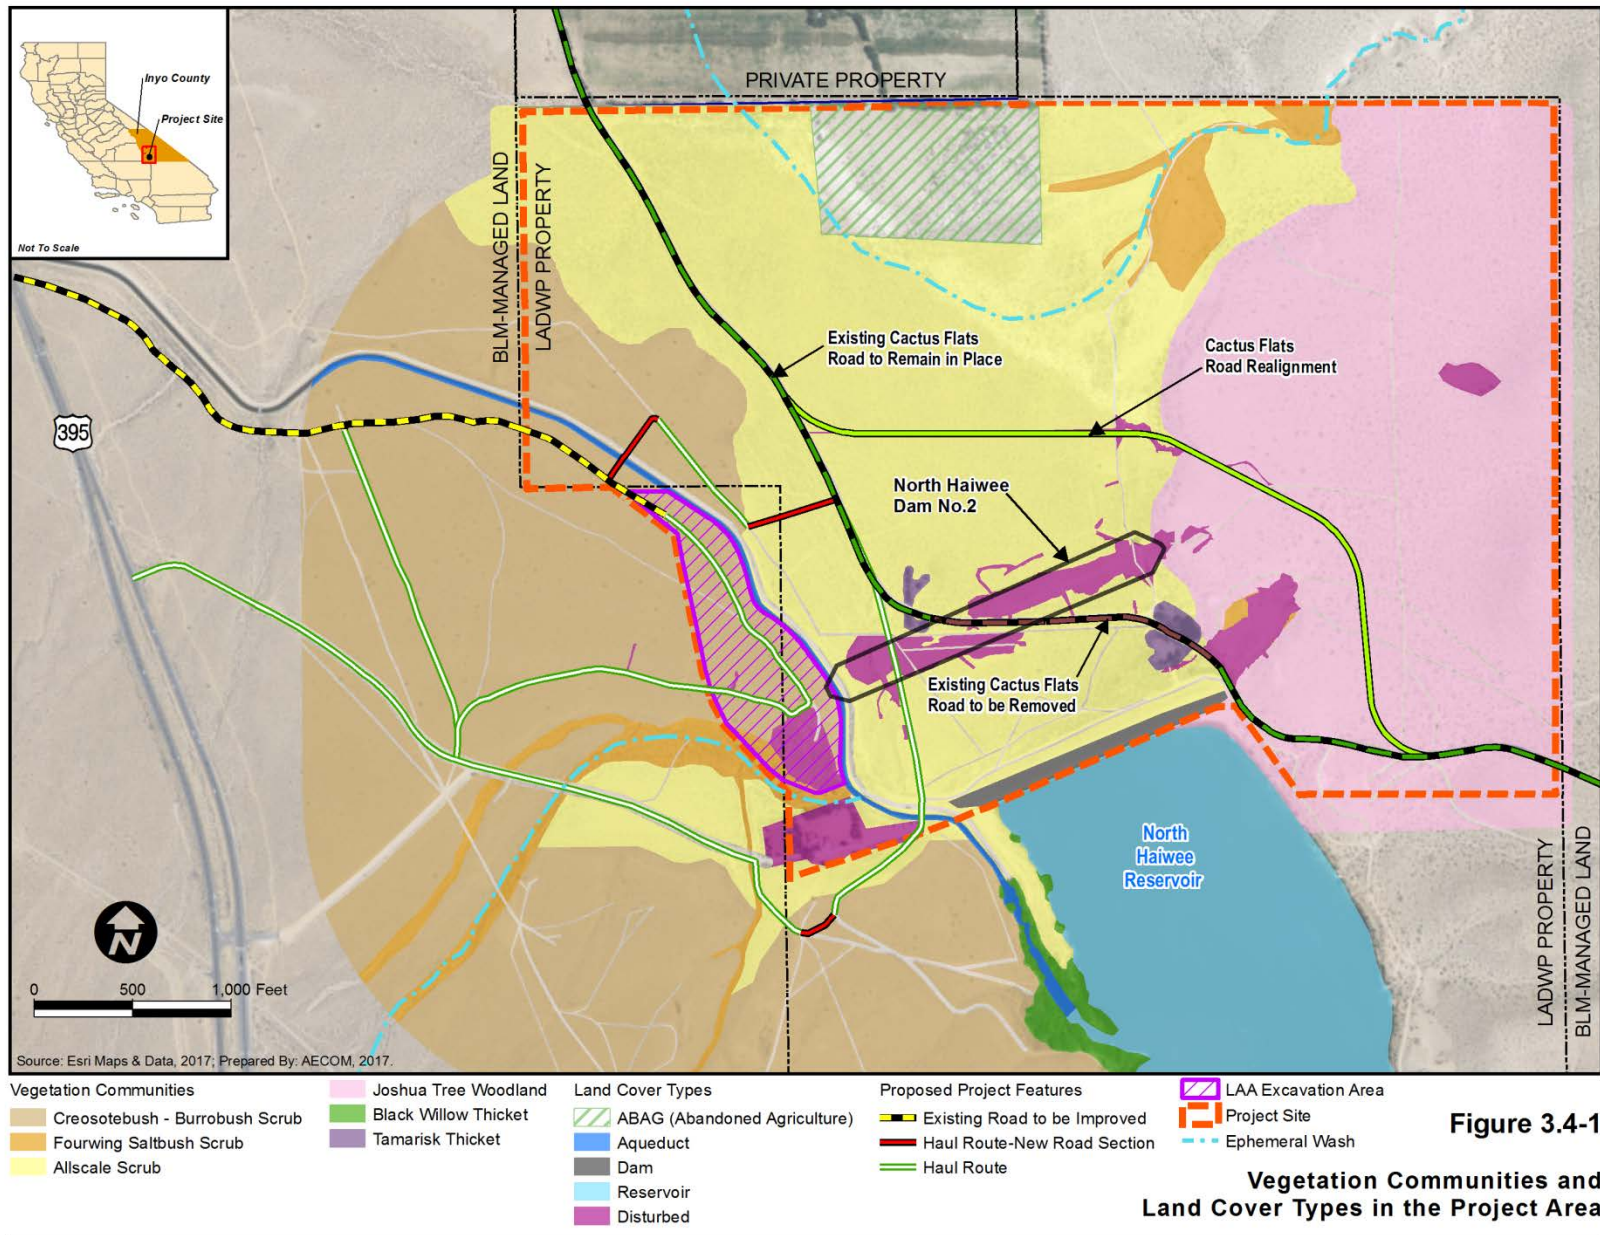 Inyo County
Project Site
Not To Scale
PRIVATE PROPERTY
BLM-MANAGED LAND
LADWP PROPERTY
Existing Cactus Flats
Road to Remain in Place
Cactus Flats
Road Realignment
395
North Haiwee
Dam No.2
Existing Cactus Flats
Road to be Removed
North
Haiwee
Reservoir
LADWP PROPERTY
BLM-MANAGED LAND
N
0 500 1,000 Feet
Source: Esri Maps & Data, 2017; Prepared By: AECOM, 2017.
Vegetation Communities
Creosotebush - Burrobush Scrub
Fourwing Saltbush Scrub
Allscale Scrub
Joshua Tree Woodland
Black Willow Thicket
Tamarisk Thicket
Land Cover Types
ABAG (Abandoned Agriculture)
Aqueduct
Dam
Reservoir
Disturbed
Proposed Project Features
Existing Road to be Improved
Haul Route-New Road Section
Haul Route
LAA Excavation Area
Project Site
Ephemeral Wash
Figure 3.4-1
Vegetation Communities and
Land Cover Types in the Project Area